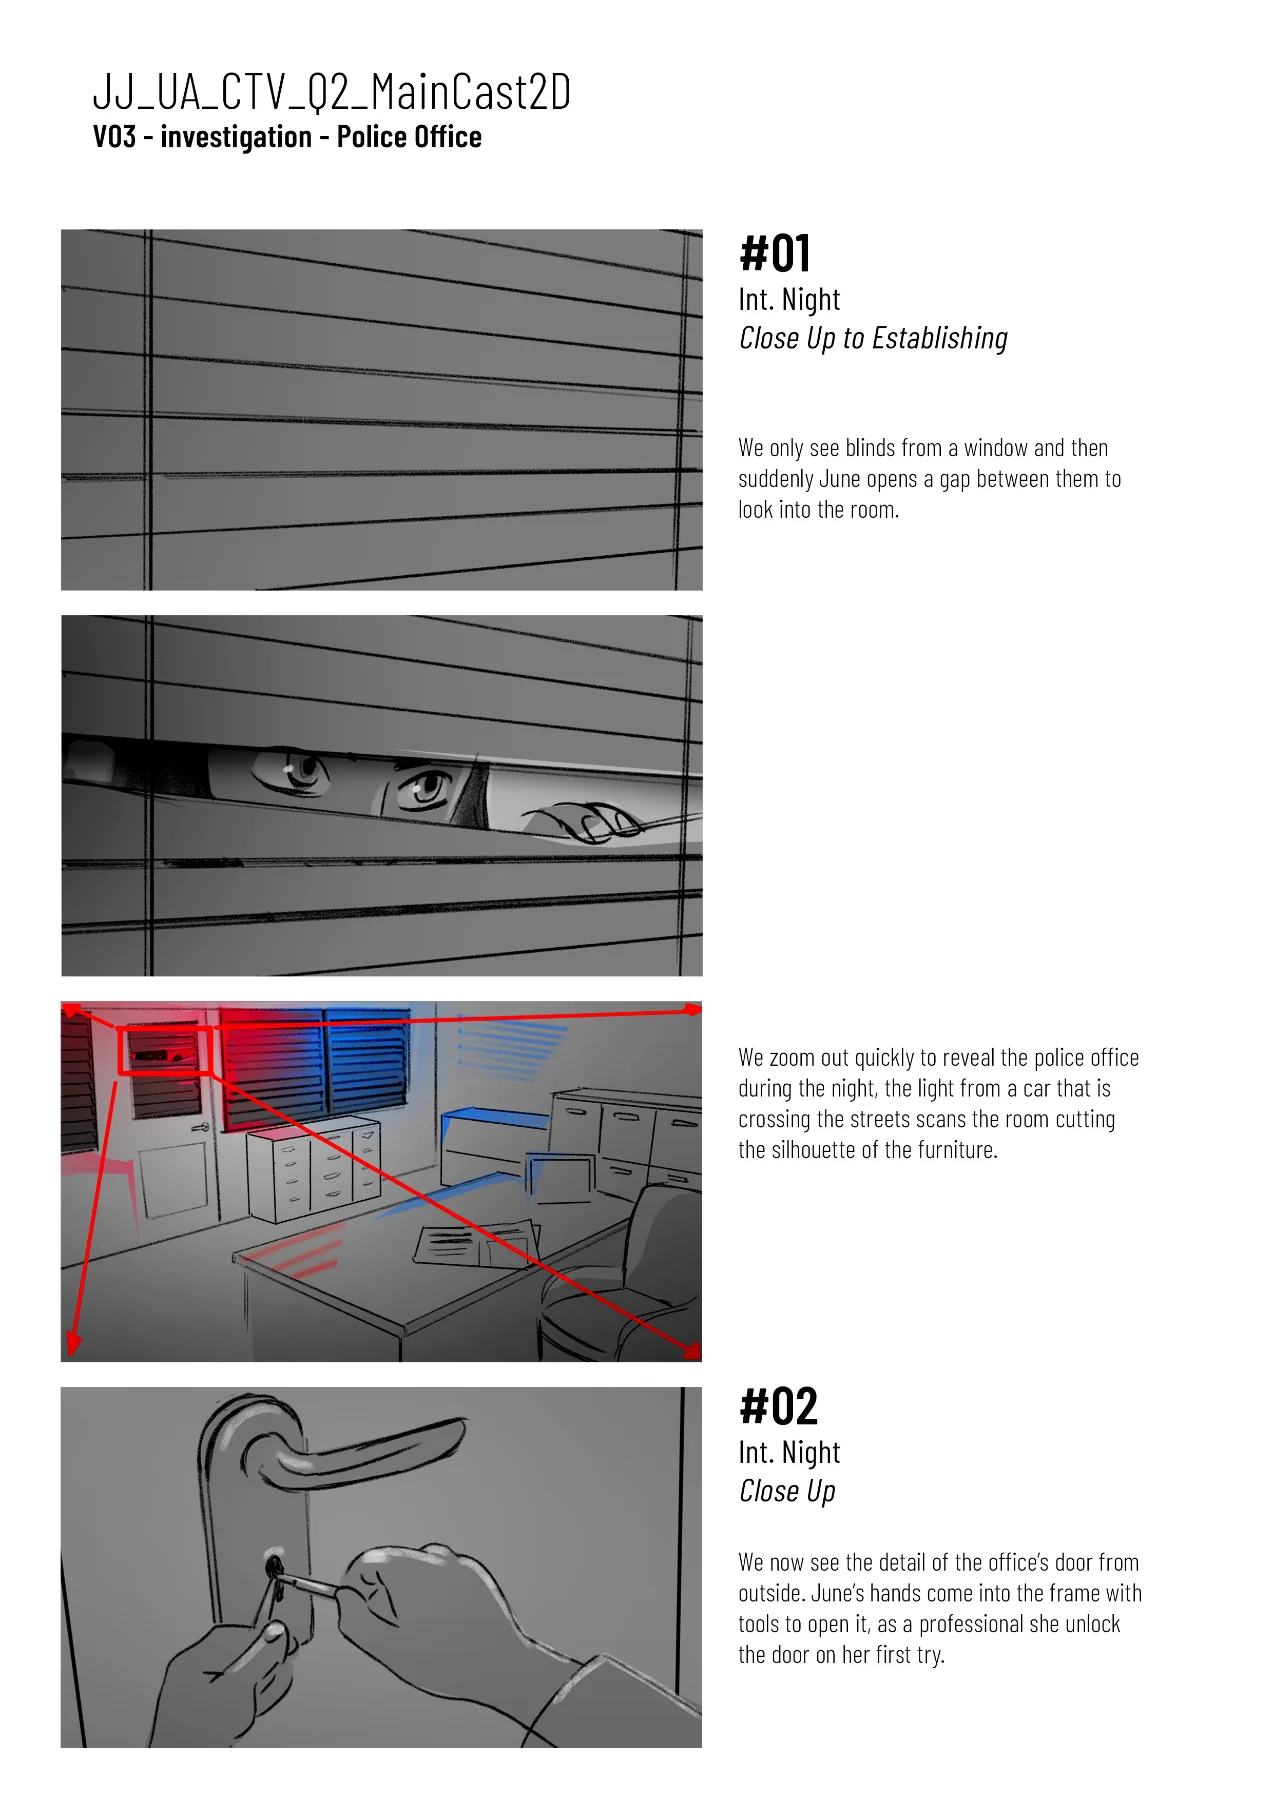 JJ_UA_CTV_Q2_MainCast2D
V03 - investigation - Police Office
#01
Int. Night
Close Up to Establishing
We only see blinds from a window and then
suddenly June opens a gap between them to
look into the room.
We zoom out quickly to reveal the police office
during the night, the light from a car that is
crossing the streets scans the room cutting
the silhouette of the furniture.
#02
Int. Night
Close Up
We now see the detail of the office's door from
outside. June's hands come into the frame with
tools to open it, as a professional she unlock
the door on her first try.